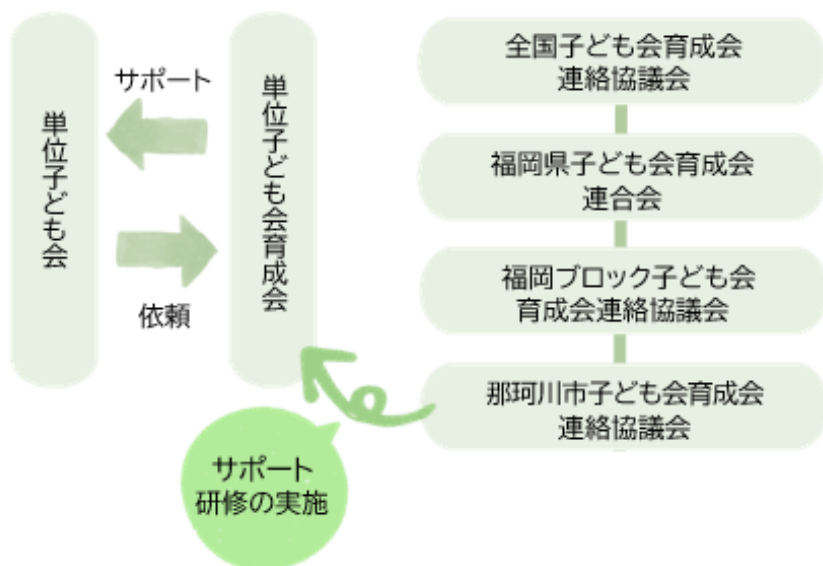 単位子ども会
サポート
依頼
単位子ども会育成会
全国子ども会育成会
連絡協議会
福岡県子ども会育成会
連合会
福岡ブロック子ども会
育成会連絡協議会
那珂川市子ども会育成会
連絡協議会
サポート
研修の実施